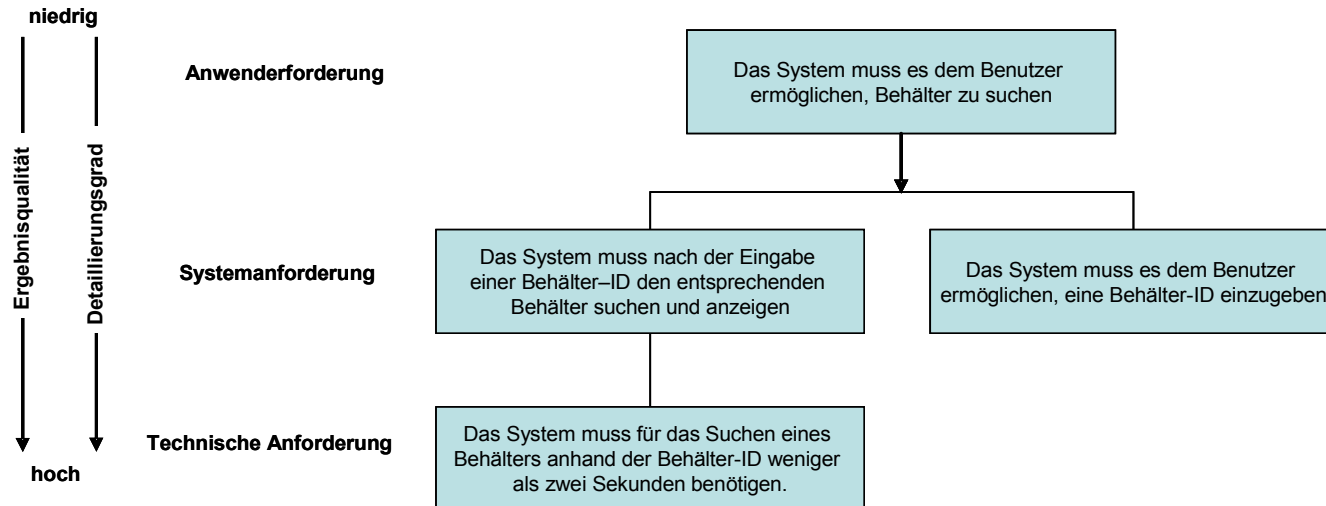 niedrig
Anwenderforderung
Das System muss es dem Benutzer
ermöglichen, Behälter zu suchen
Ergebnisqualität
Detaillierungsgrad
Systemanforderung
Das System muss nach der Eingabe
einer Behälter–ID den entsprechenden
Behälter suchen und anzeigen
Das System muss es dem Benutzer
ermöglichen, eine Behälter-ID einzugeben
Technische Anforderung
Das System muss für das Suchen eines
Behälters anhand der Behälter-ID weniger
als zwei Sekunden benötigen.
hoch